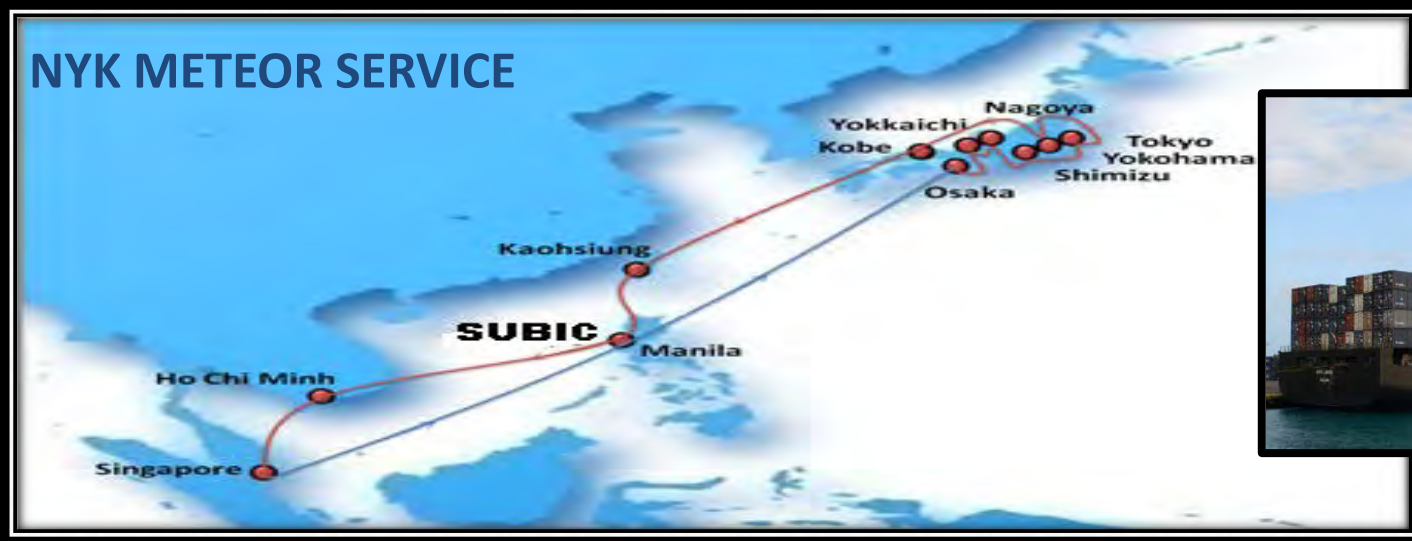 NYK METEOR SERVICE
Nagoya
Yokkaichi
Kobe
Tokyo
Yokohama
Shimizu
Osaka
Kaohsiung
SUBIC
Manila
Ho Chi Minh
Singapore